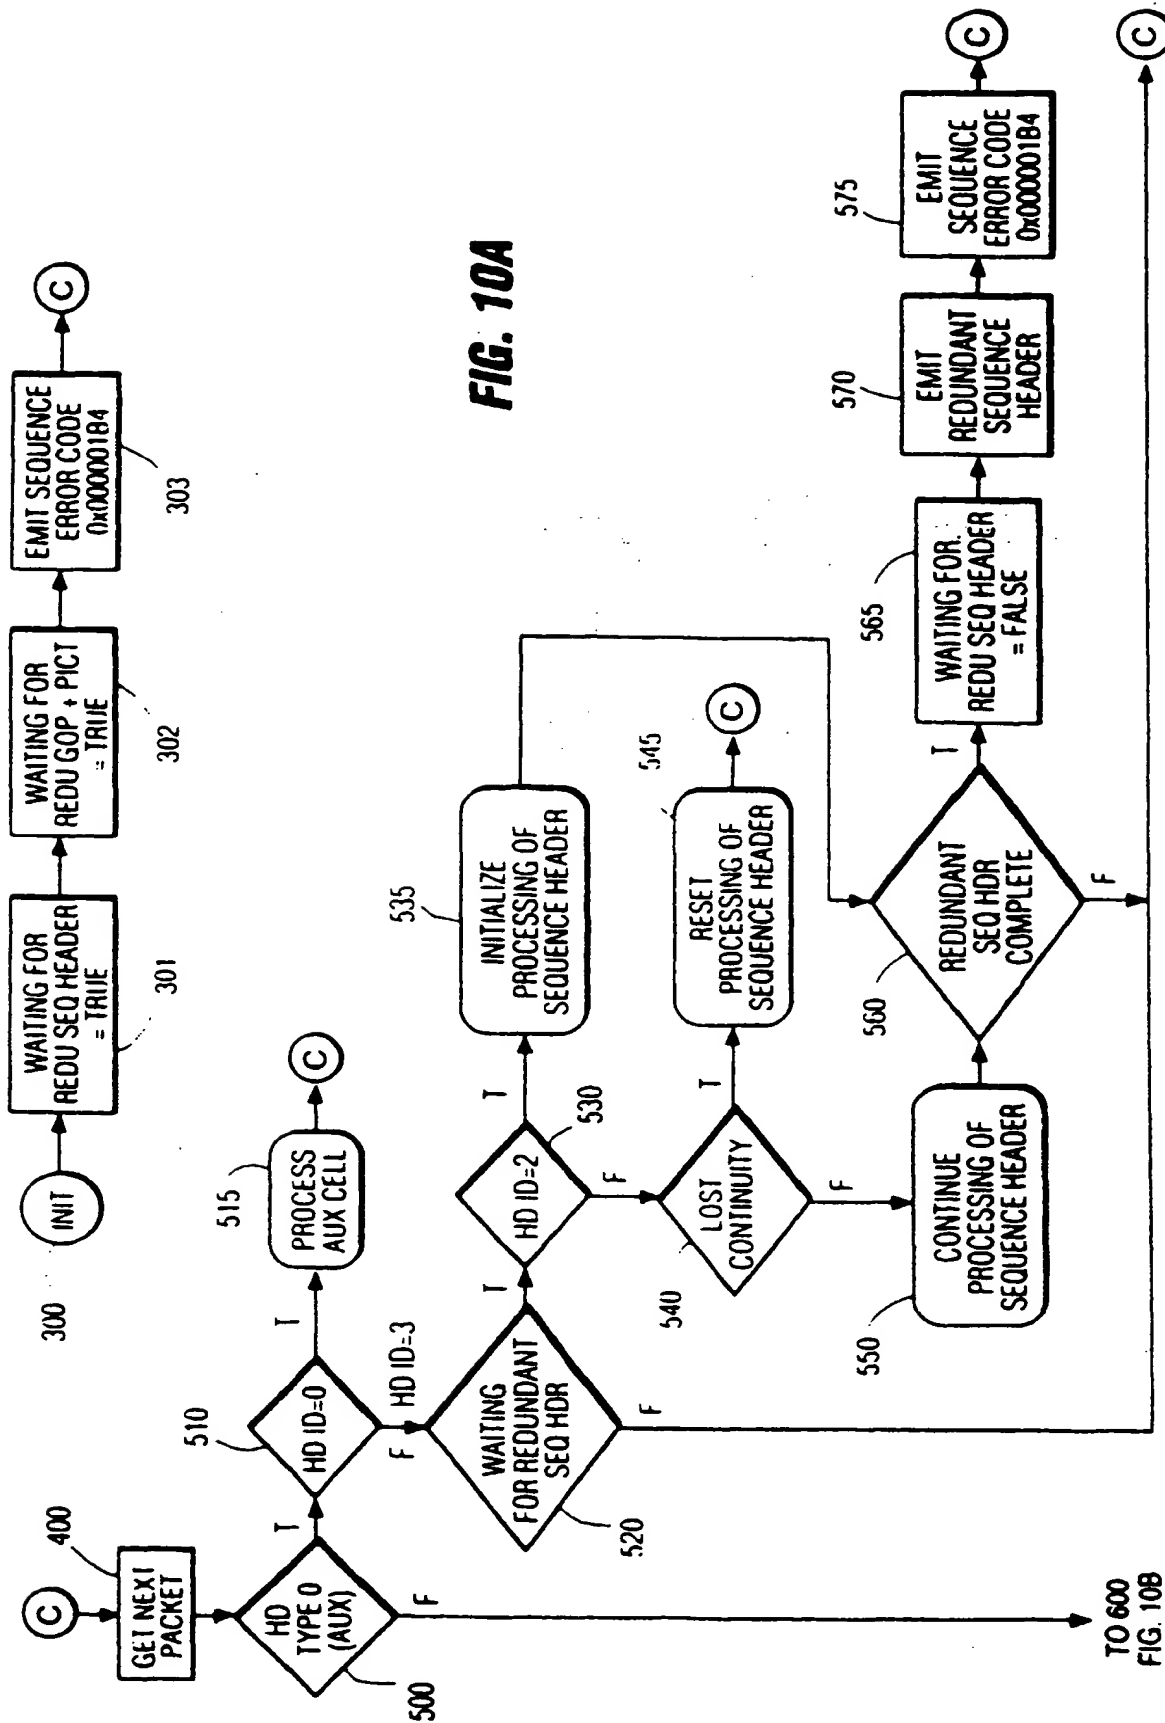 300
INIT
WAITING FOR
REDU SEQ HEADER
= TRUE
301
WAITING FOR
REDU GOP + PICT
= TRUE
302
EMIT SEQUENCE
ERROR CODE
0x000001B4
303
C
FIG. 10A
C
GET NEXT
PACKET
400
HD
TYPE 0
(AUX)
500
T
F
TO 600
FIG. 10B
HD ID=0
510
T
F
HD ID=3
PROCESS
AUX CELL
515
C
WAITING
FOR REDUNDANT
SEQ HDR
520
T
F
HD ID=2
530
T
F
INITIALIZE
PROCESSING OF
SEQUENCE HEADER
535
LOST
CONTINUITY
540
T
F
RESET
PROCESSING OF
SEQUENCE HEADER
545
C
CONTINUE
PROCESSING OF
SEQUENCE HEADER
550
REDUNDANT
SEQ HDR
COMPLETE
560
T
F
WAITING FOR.
REDU SEQ HEADER
= FALSE
565
EMIT
REDUNDANT
SEQUENCE
HEADER
570
EMIT
SEQUENCE
ERROR CODE
0x000001B4
575
C
C